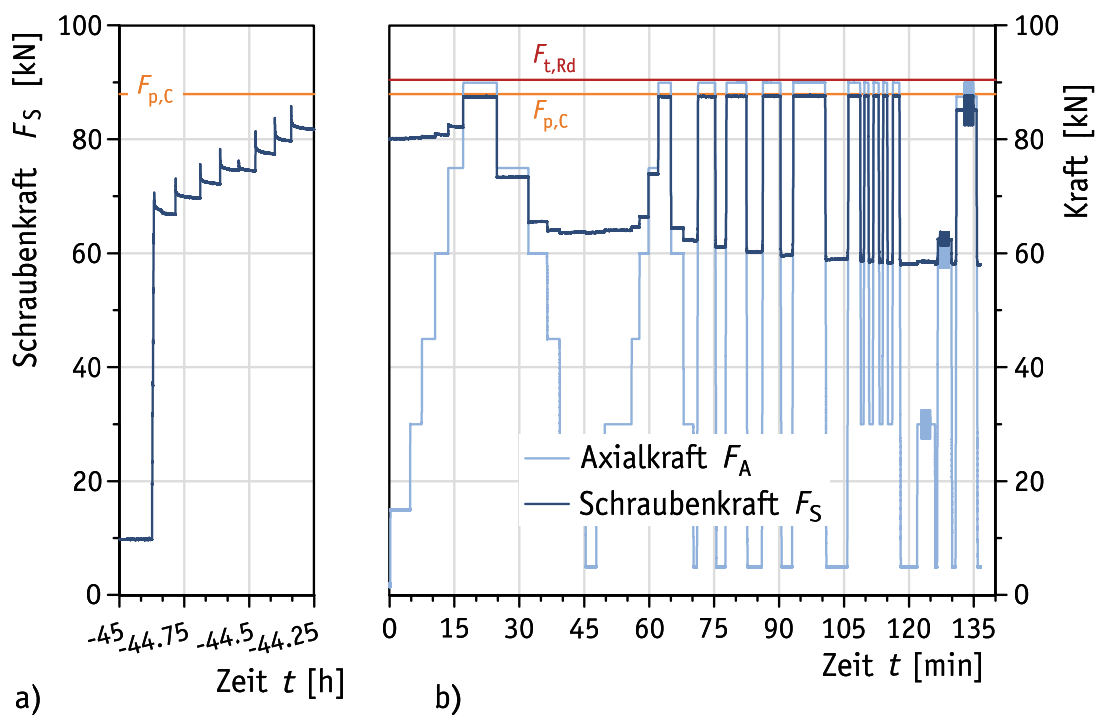 Schraubenkraft F_S [kN]
100
80
60
40
20
0
F_p,C
-45
-44.75
-44.5
-44.25
Zeit t [h]
a)
F_t,Rd
F_p,C
Axialkraft F_A
Schraubenkraft F_S
0 15 30 45 60 75 90 105 120 135
Zeit t [min]
b)
100
80
60
40
20
0
Kraft [kN]